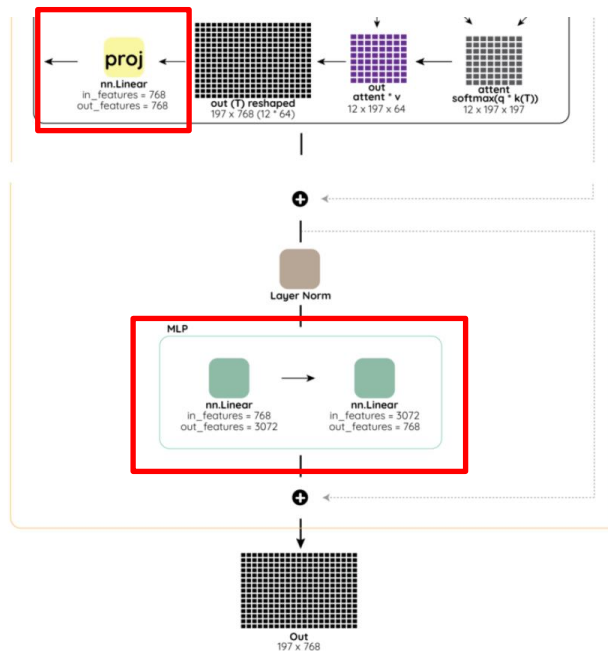 proj
nn.Linear
in_features = 768
out_features = 768
out (T) reshaped
197 x 768 (12 * 64)
out
attent * v
12 x 197 x 64
attent
softmax(q * k(T))
12 x 197 x 197
Layer Norm
MLP
nn.Linear
in_features = 768
out_features = 3072
nn.Linear
in_features = 3072
out_features = 768
Out
197 x 768